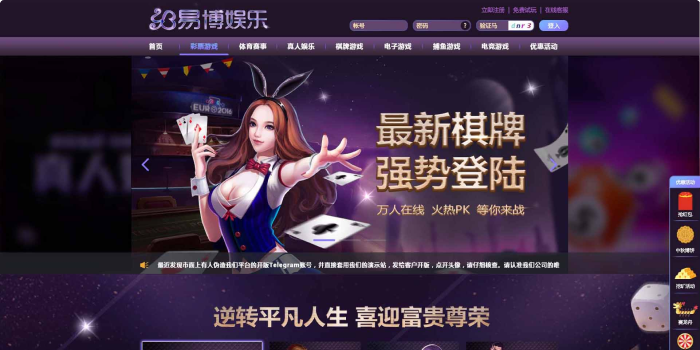 易博娱乐
立即注册 | 免费试玩 | 在线客服
帐号 密码 ? 验证码 登入
首页 彩票游戏 体育赛事 真人娱乐 棋牌游戏 电子游戏 捕鱼游戏 电竞游戏 优惠活动
EURO2016
最新棋牌
强势登陆
万人在线 火热PK 等你来战
最近发现市面上有人伪造我们平台的开版Telegram账号，并直接套用我们的演示站，发给客户开版，点开头像，请仔细核查。请认准我们公司的唯
逆转平凡人生 喜迎富贵尊荣
抢红包